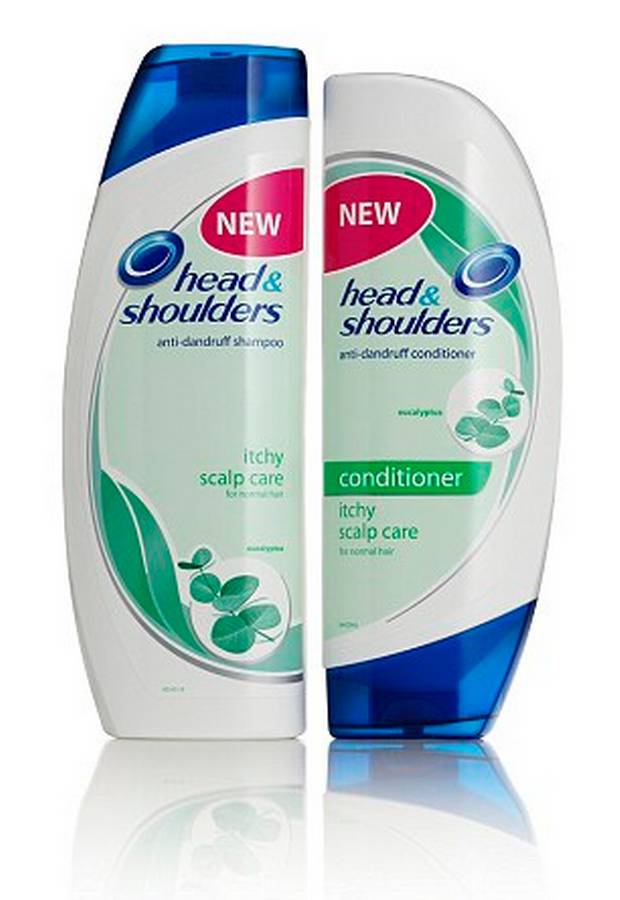 NEW
head&
shoulders
anti-dandruff shampoo
itchy
scalp care
for normal hair
eucalyptus
NEW
head&
shoulders
anti-dandruff conditioner
eucalyptus
conditioner
itchy
scalp care
for normal hair